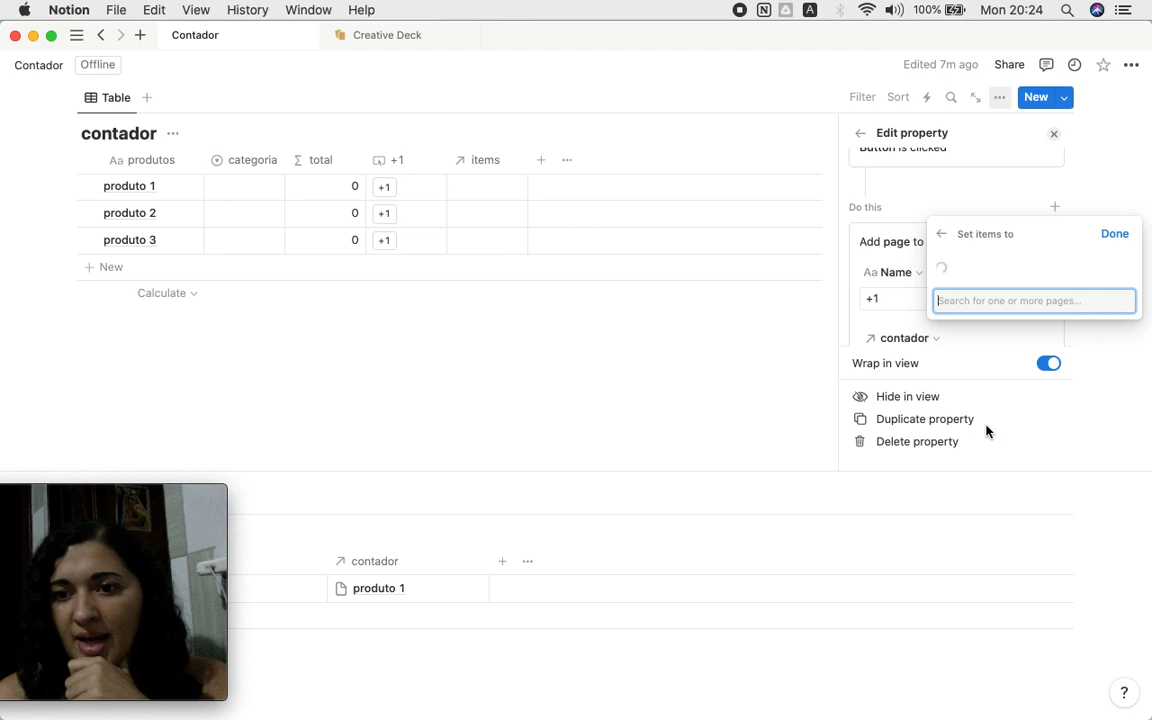 Notion File Edit View History Window Help 100% Mon 20:24
Contador Creative Deck
Contador Offline Edited 7m ago Share
Table Filter Sort New
contador
Edit property
Aa produtos categoria Σ total +1 items
Button is clicked
produto 1 0 +1
produto 2 0 +1
produto 3 0 +1
New
Calculate
Do this
Add page to
Aa Name
+1
contador
Set items to Done
Search for one or more pages...
Wrap in view
Hide in view
Duplicate property
Delete property
contador
produto 1
?